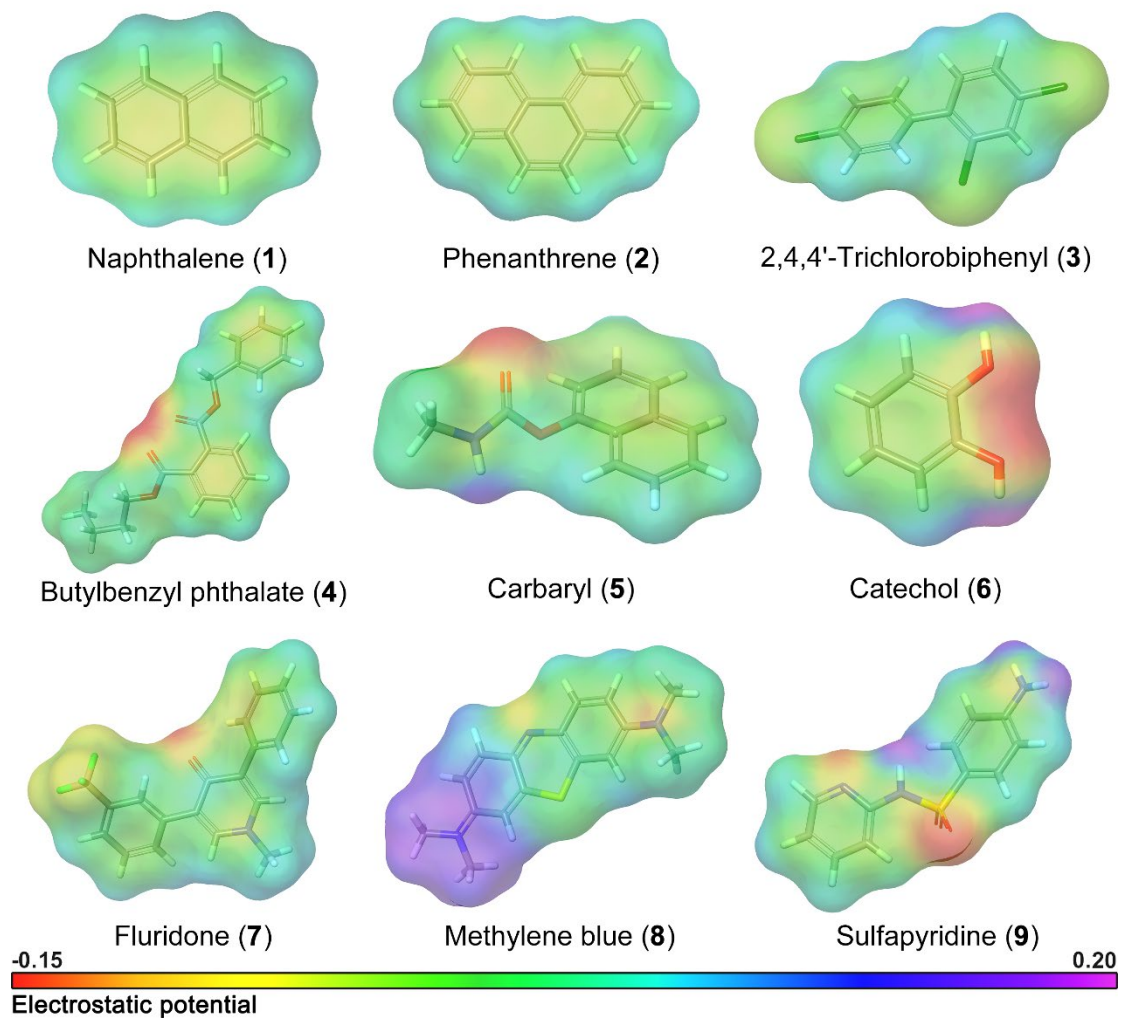 Naphthalene (1)
Phenanthrene (2)
2,4,4'-Trichlorobiphenyl (3)
Butylbenzyl phthalate (4)
Carbaryl (5)
Catechol (6)
Fluridone (7)
Methylene blue (8)
Sulfapyridine (9)
-0.15
0.20
Electrostatic potential